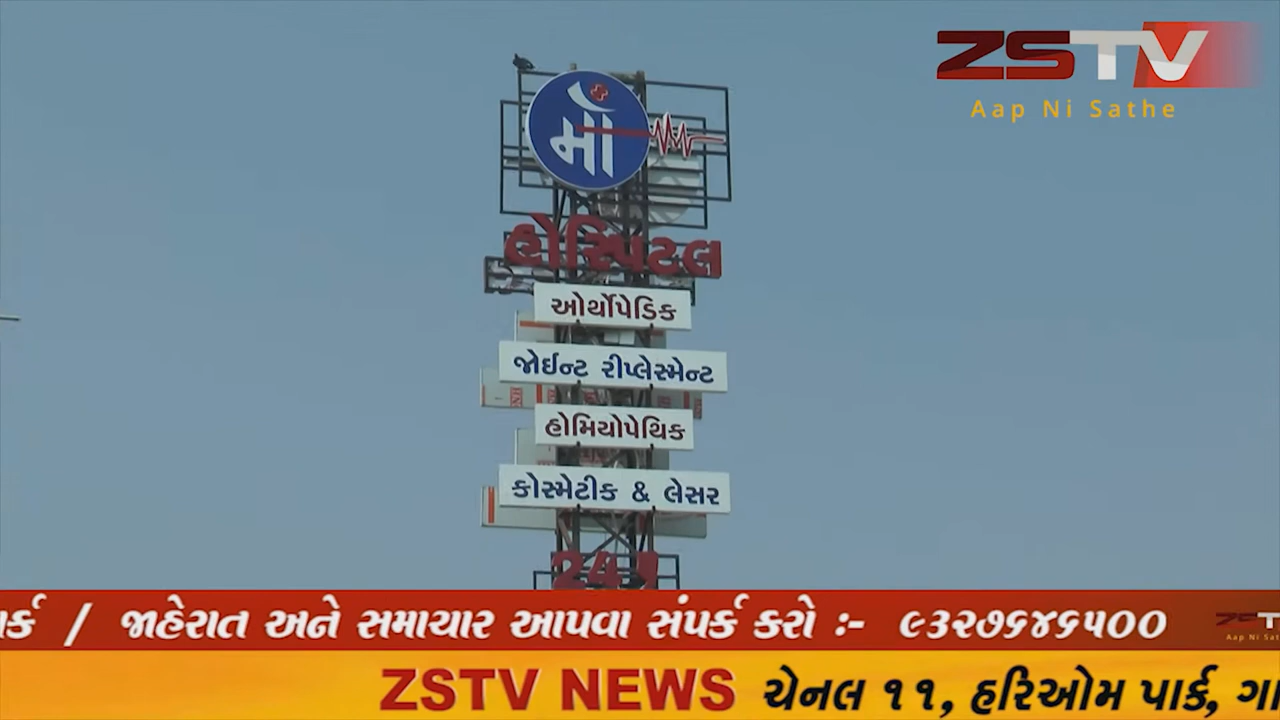 ZSTV
Aap Ni Sathe
માઁ
હોસ્પિટલ
ઓર્થોપેડિક
જોઈન્ટ રીપ્લેસ્મેન્ટ
હોમિયોપેથિક
કોસ્મેટીક & લેસર
/ જાહેરાત અને સમાચાર આપવા સંપર્ક કરો :- ૯૩૨૭૬૪૬૫૦૦
ZSTV NEWS ચેનલ ૧૧, હરિઓમ પાર્ક,